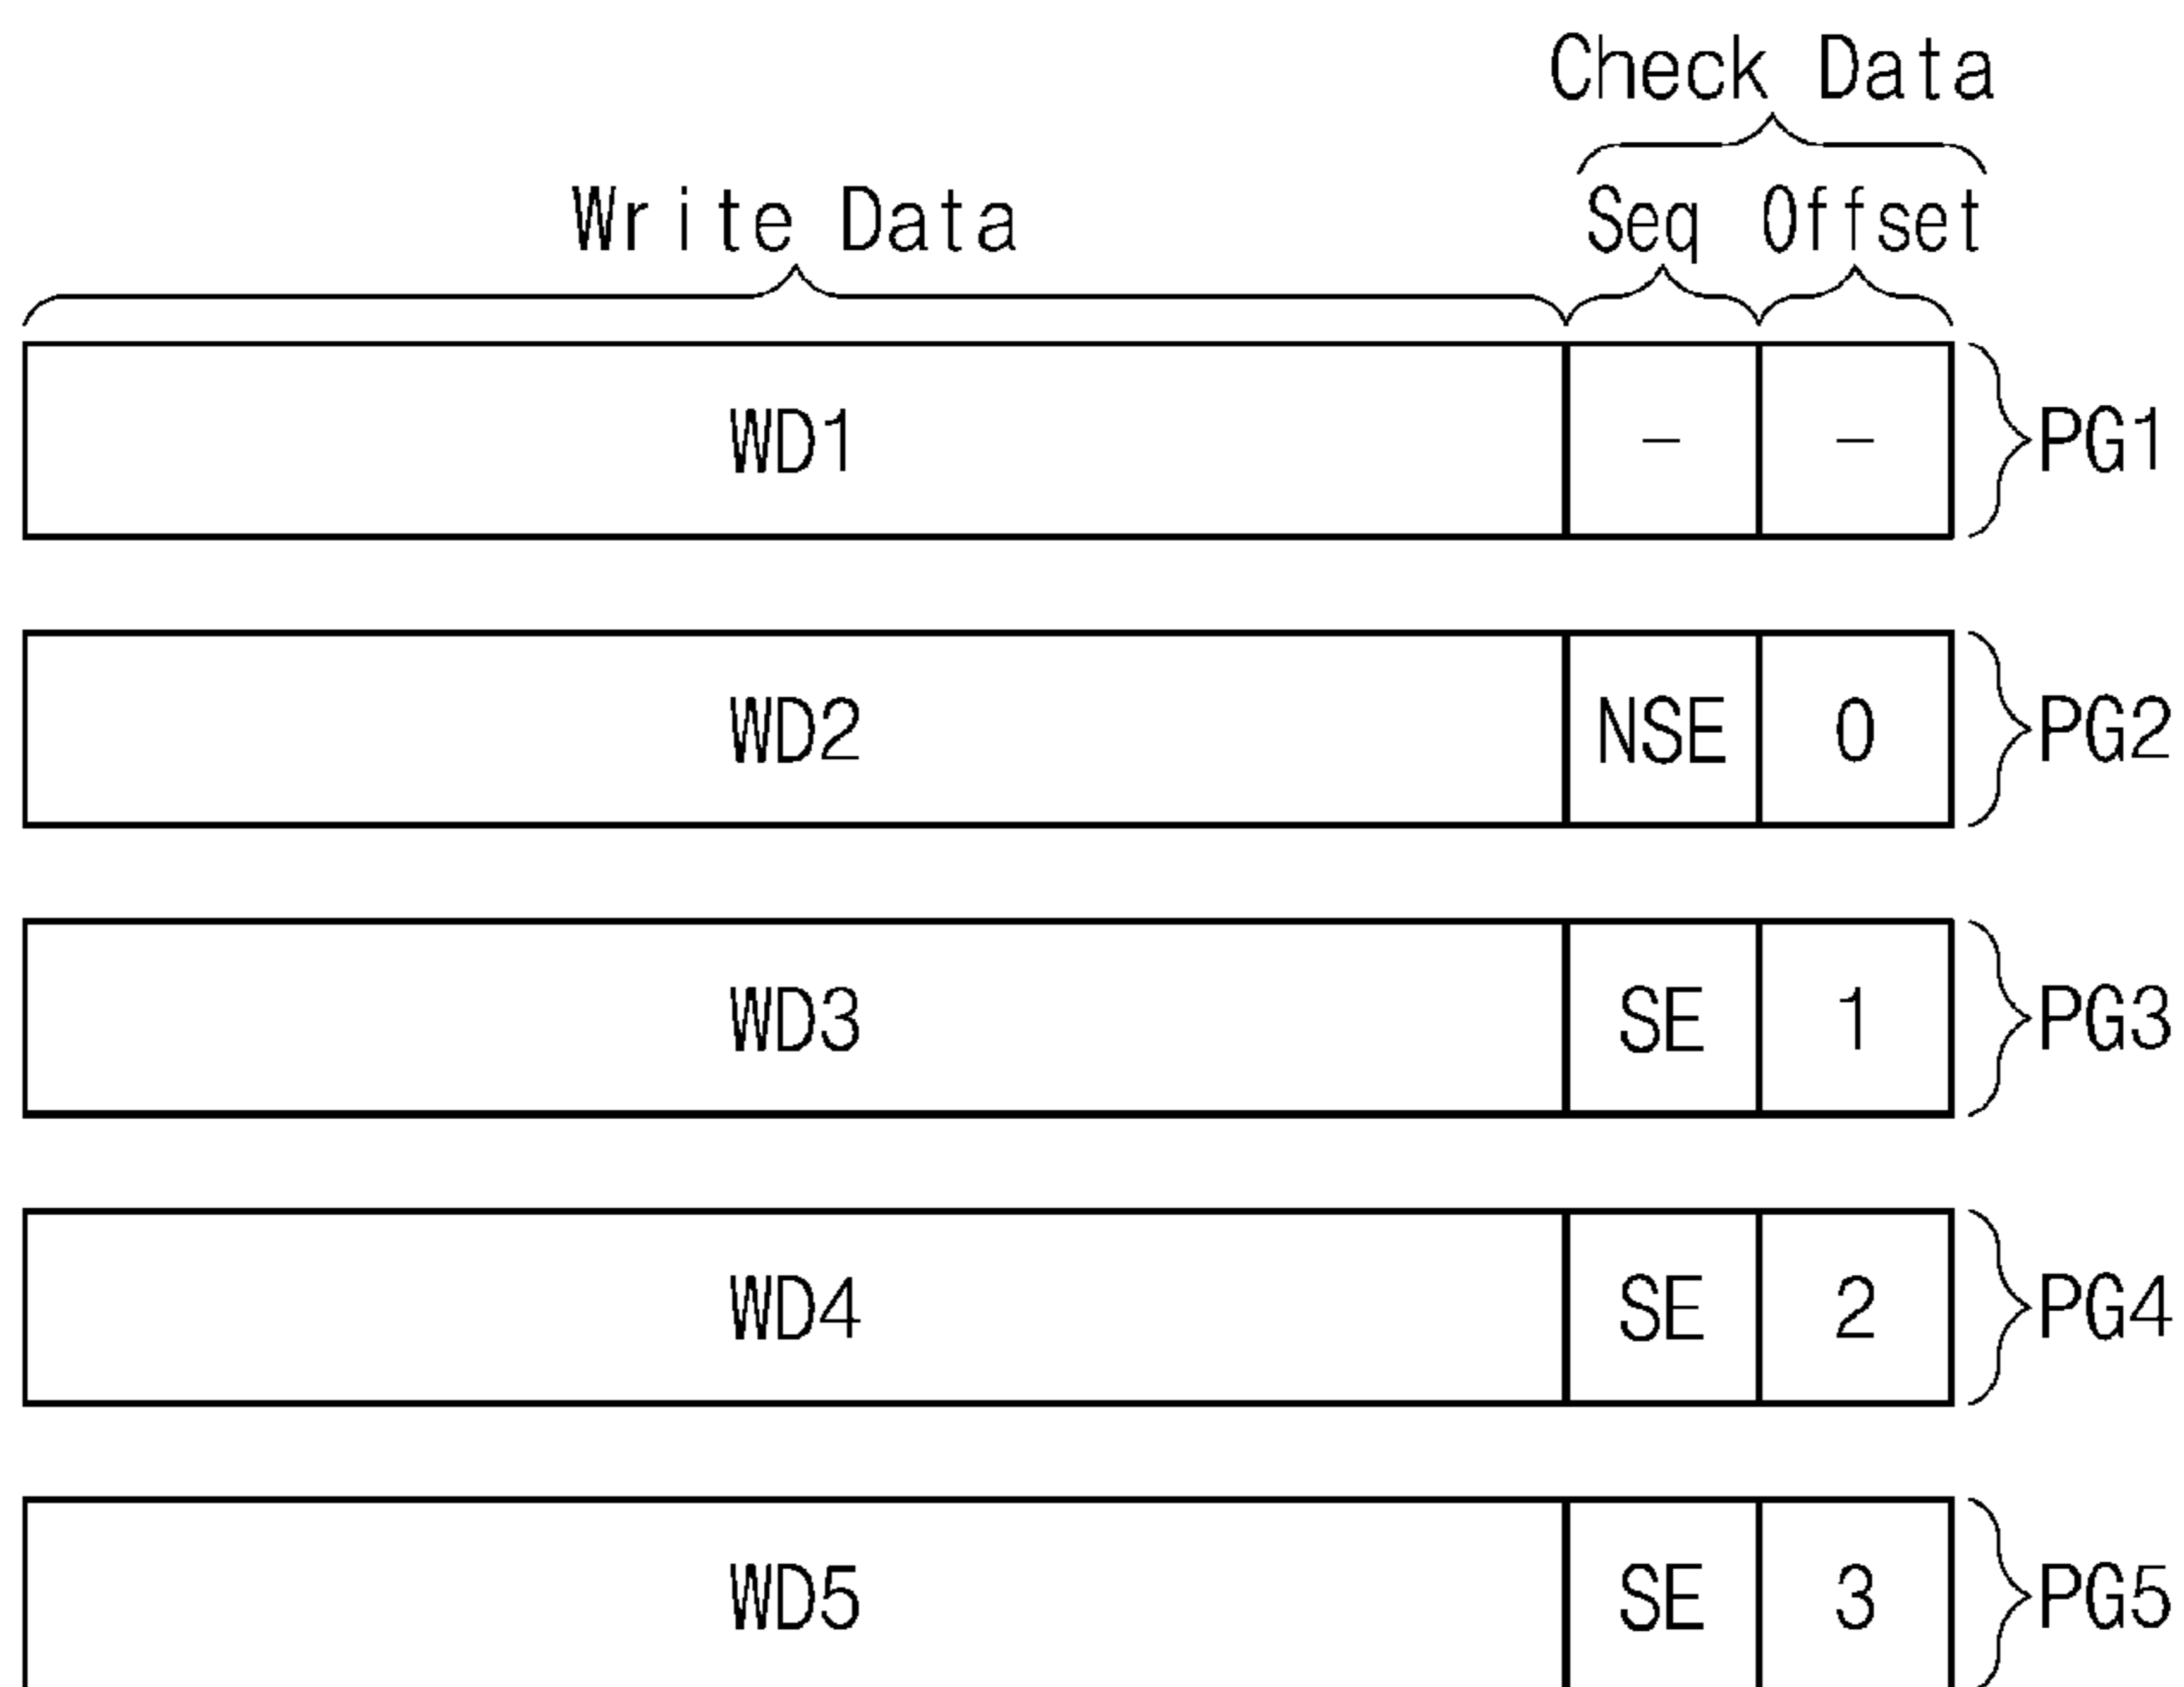 Check Data
Write Data Seq Offset
WD1 - - PG1
WD2 NSE 0 PG2
WD3 SE 1 PG3
WD4 SE 2 PG4
WD5 SE 3 PG5